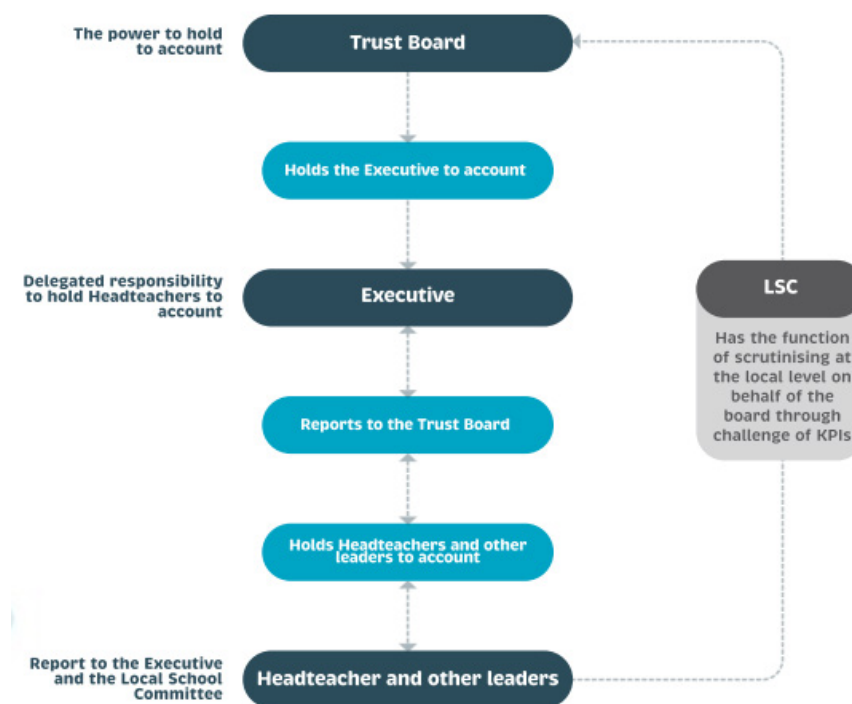 The power to hold
to account
Trust Board
Holds the Executive to account
Delegated responsibility
to hold Headteachers to
account
Executive
LSC
Has the function
of scrutinising at
the local level on
behalf of the
board through
challenge of KPIs
Reports to the Trust Board
Holds Headteachers and other
leaders to account
Report to the Executive
and the Local School
Committee
Headteacher and other leaders